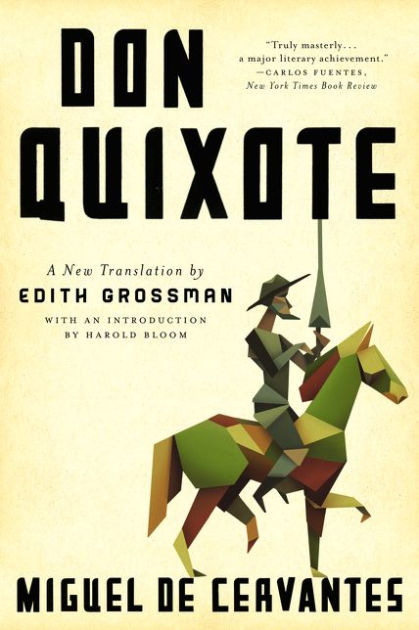 DON
QUIXOTE
“Truly masterly...
a major literary achievement.”
—CARLOS FUENTES,
New York Times Book Review
A New Translation by
EDITH GROSSMAN
WITH AN INTRODUCTION
BY HAROLD BLOOM
MIGUEL DE CERVANTES